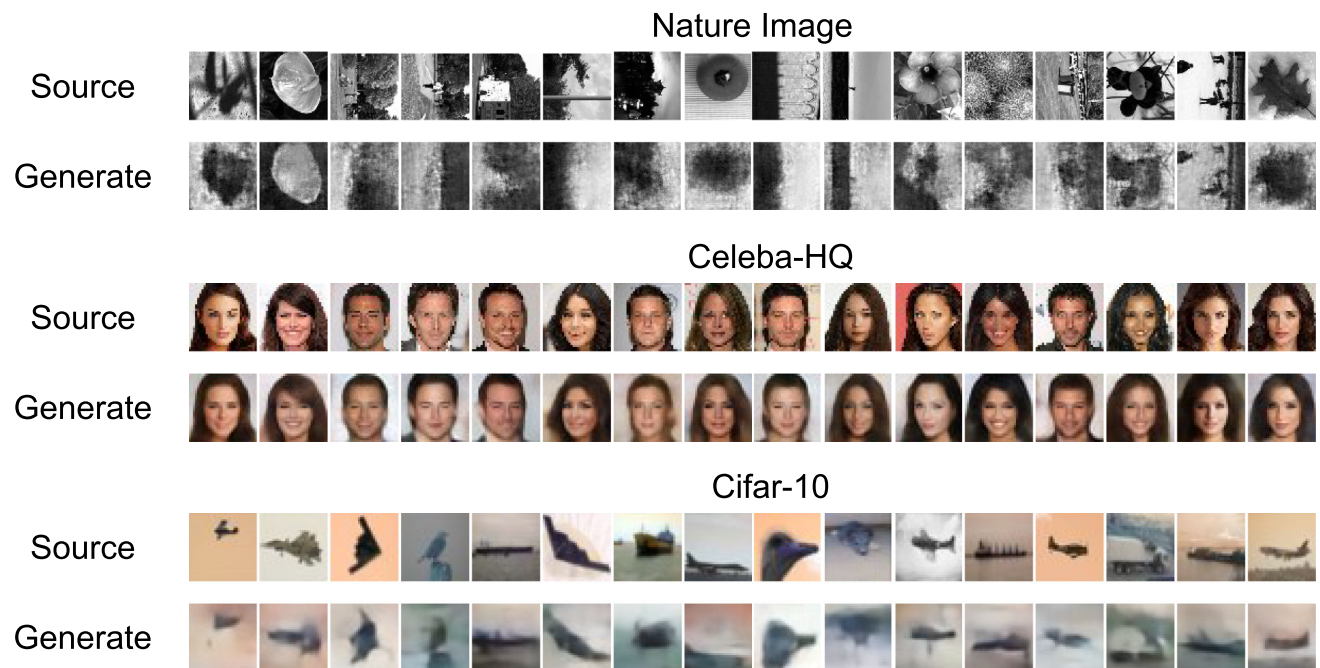 Nature Image
Source
Generate
Celeba-HQ
Source
Generate
Cifar-10
Source
Generate